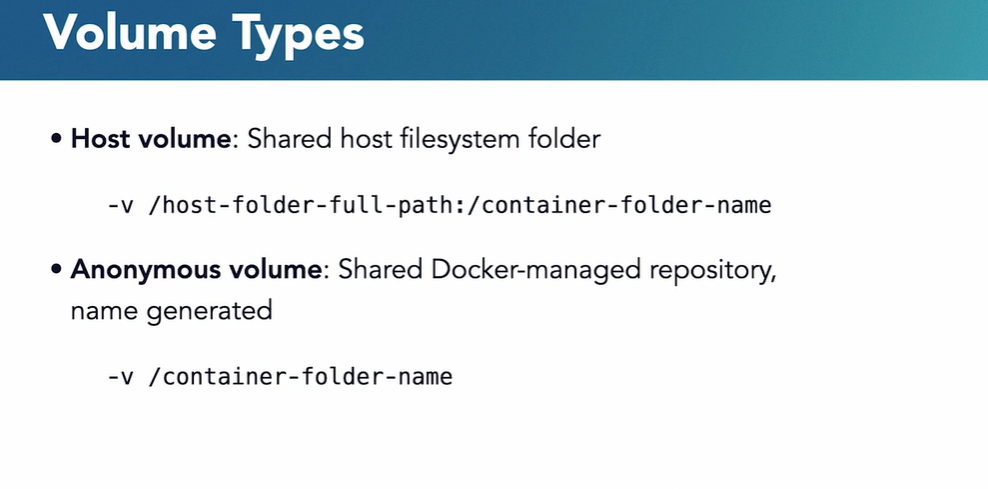 Volume Types
• Host volume: Shared host filesystem folder
-v /host-folder-full-path:/container-folder-name
• Anonymous volume: Shared Docker-managed repository,
name generated
-v /container-folder-name